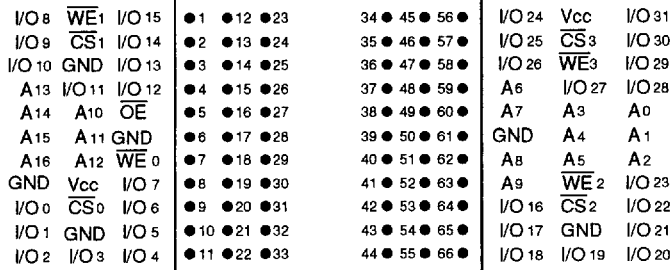 I/O 8 WE1 I/O 15 ●1 ●12 ●23 34● 45● 56● I/O 24 Vcc I/O 31
I/O 9 CS1 I/O 14 ●2 ●13 ●24 35● 46● 57● I/O 25 CS3 I/O 30
I/O 10 GND I/O 13 ●3 ●14 ●25 36● 47● 58● I/O 26 WE3 I/O 29
A13 I/O 11 I/O 12 ●4 ●15 ●26 37● 48● 59● A6 I/O 27 I/O 28
A14 A10 OE ●5 ●16 ●27 38● 49● 60● A7 A3 A0
A15 A11 GND ●6 ●17 ●28 39● 50● 61● GND A4 A1
A16 A12 WE0 ●7 ●18 ●29 40● 51● 62● A8 A5 A2
GND Vcc I/O 7 ●8 ●19 ●30 41● 52● 63● A9 WE2 I/O 23
I/O 0 CS0 I/O 6 ●9 ●20 ●31 42● 53● 64● I/O 16 CS2 I/O 22
I/O 1 GND I/O 5 ●10 ●21 ●32 43● 54● 65● I/O 17 GND I/O 21
I/O 2 I/O 3 I/O 4 ●11 ●22 ●33 44● 55● 66● I/O 18 I/O 19 I/O 20